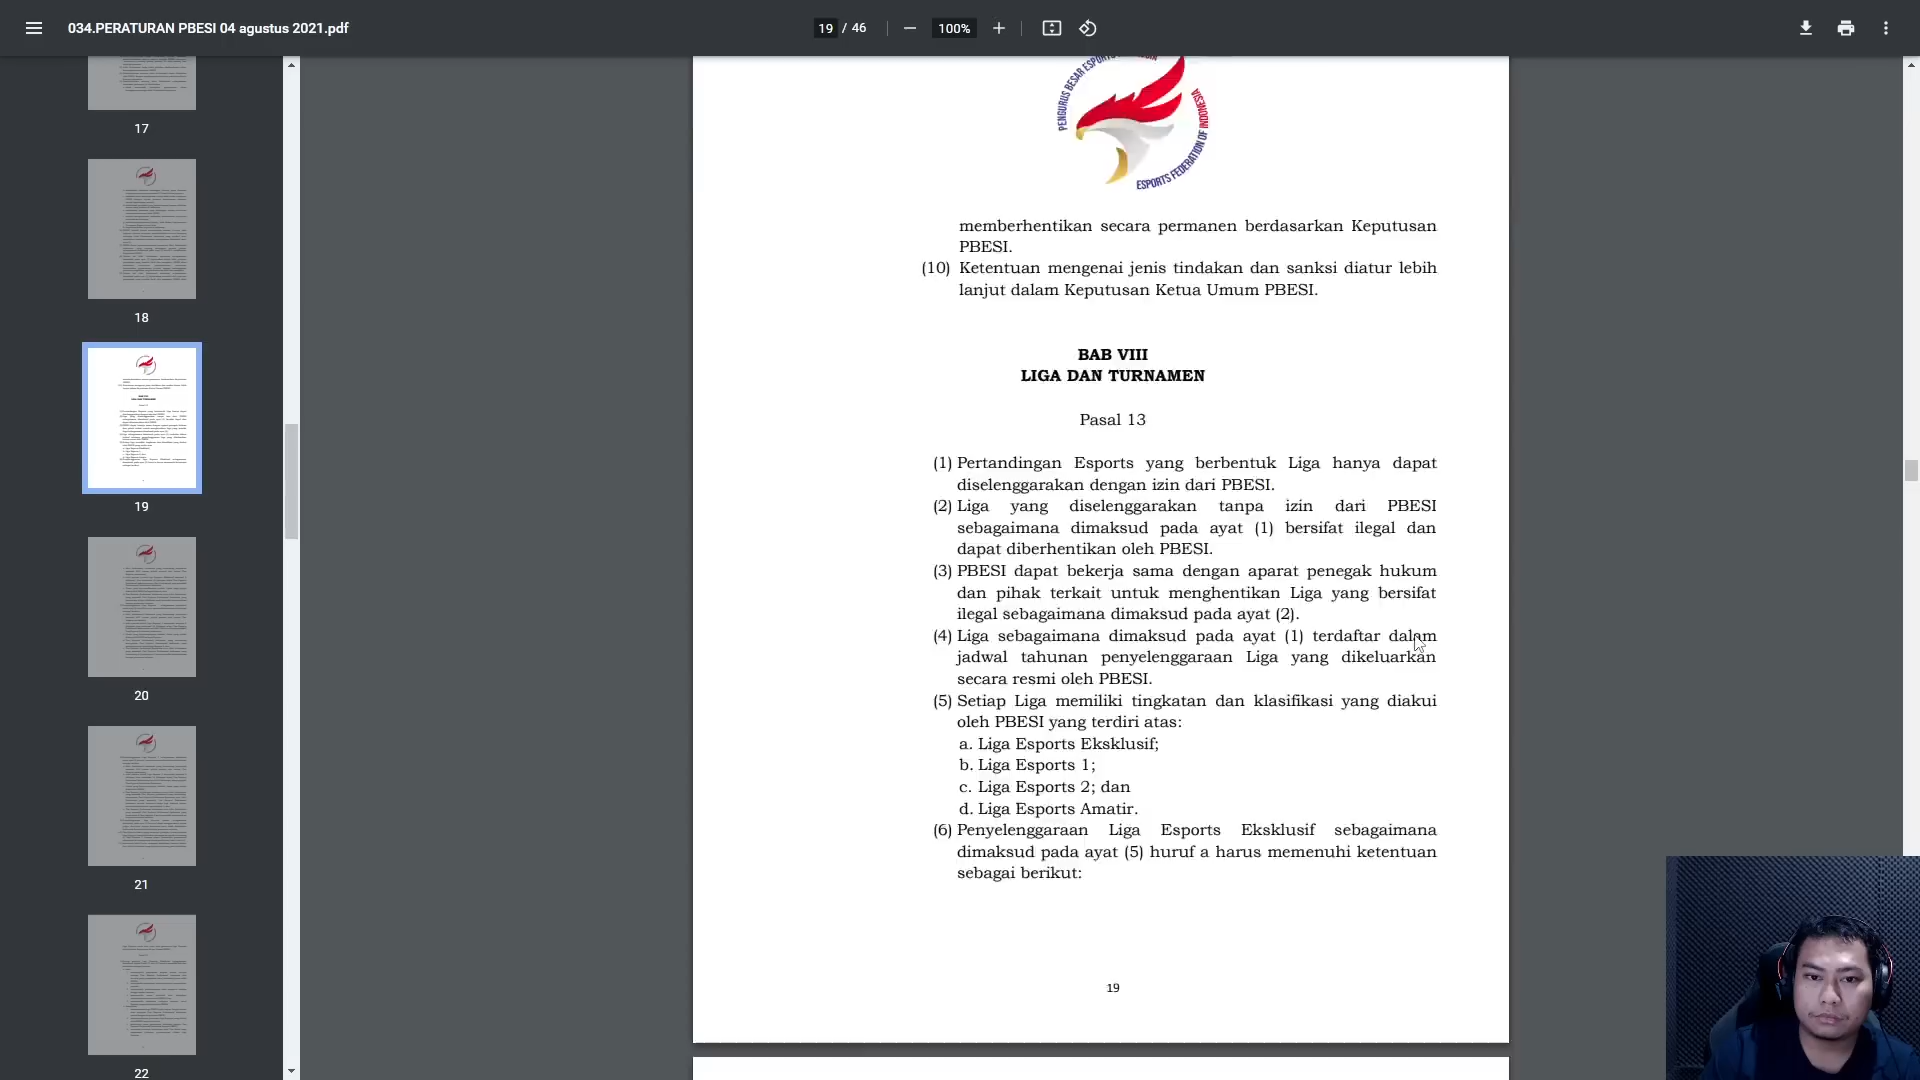 034.PERATURAN PBESI 04 agustus 2021.pdf
19 / 46
100%
17
18
19
20
21
22
PENGURUS BESAR ESPORTS INDONESIA
ESPORTS FEDERATION OF INDONESIA
memberhentikan secara permanen berdasarkan Keputusan
PBESI.
(10) Ketentuan mengenai jenis tindakan dan sanksi diatur lebih
lanjut dalam Keputusan Ketua Umum PBESI.
BAB VIII
LIGA DAN TURNAMEN
Pasal 13
(1) Pertandingan Esports yang berbentuk Liga hanya dapat
diselenggarakan dengan izin dari PBESI.
(2) Liga yang diselenggarakan tanpa izin dari PBESI
sebagaimana dimaksud pada ayat (1) bersifat ilegal dan
dapat diberhentikan oleh PBESI.
(3) PBESI dapat bekerja sama dengan aparat penegak hukum
dan pihak terkait untuk menghentikan Liga yang bersifat
ilegal sebagaimana dimaksud pada ayat (2).
(4) Liga sebagaimana dimaksud pada ayat (1) terdaftar dalam
jadwal tahunan penyelenggaraan Liga yang dikeluarkan
secara resmi oleh PBESI.
(5) Setiap Liga memiliki tingkatan dan klasifikasi yang diakui
oleh PBESI yang terdiri atas:
a. Liga Esports Eksklusif;
b. Liga Esports 1;
c. Liga Esports 2; dan
d. Liga Esports Amatir.
(6) Penyelenggaraan Liga Esports Eksklusif sebagaimana
dimaksud pada ayat (5) huruf a harus memenuhi ketentuan
sebagai berikut:
19